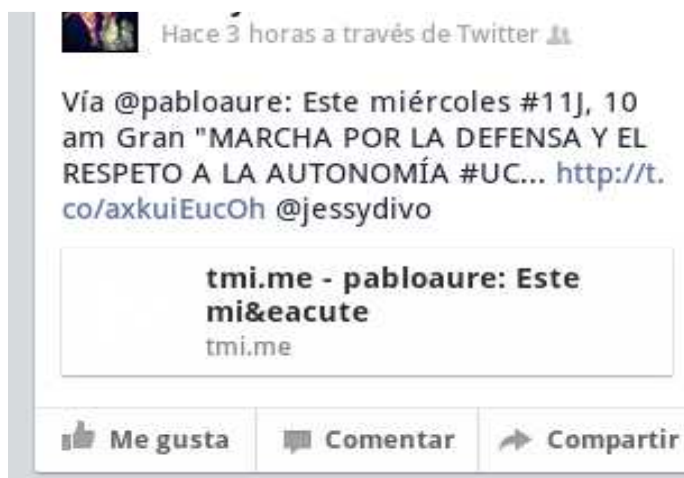 Hace 3 horas a través de Twitter
Vía @pabloaure: Este miércoles #11J, 10
am Gran "MARCHA POR LA DEFENSA Y EL
RESPETO A LA AUTONOMÍA #UC... http://t.
co/axkuiEucOh @jessydivo
tmi.me - pabloaure: Este
mi&eacute
tmi.me
Me gusta
Comentar
Compartir